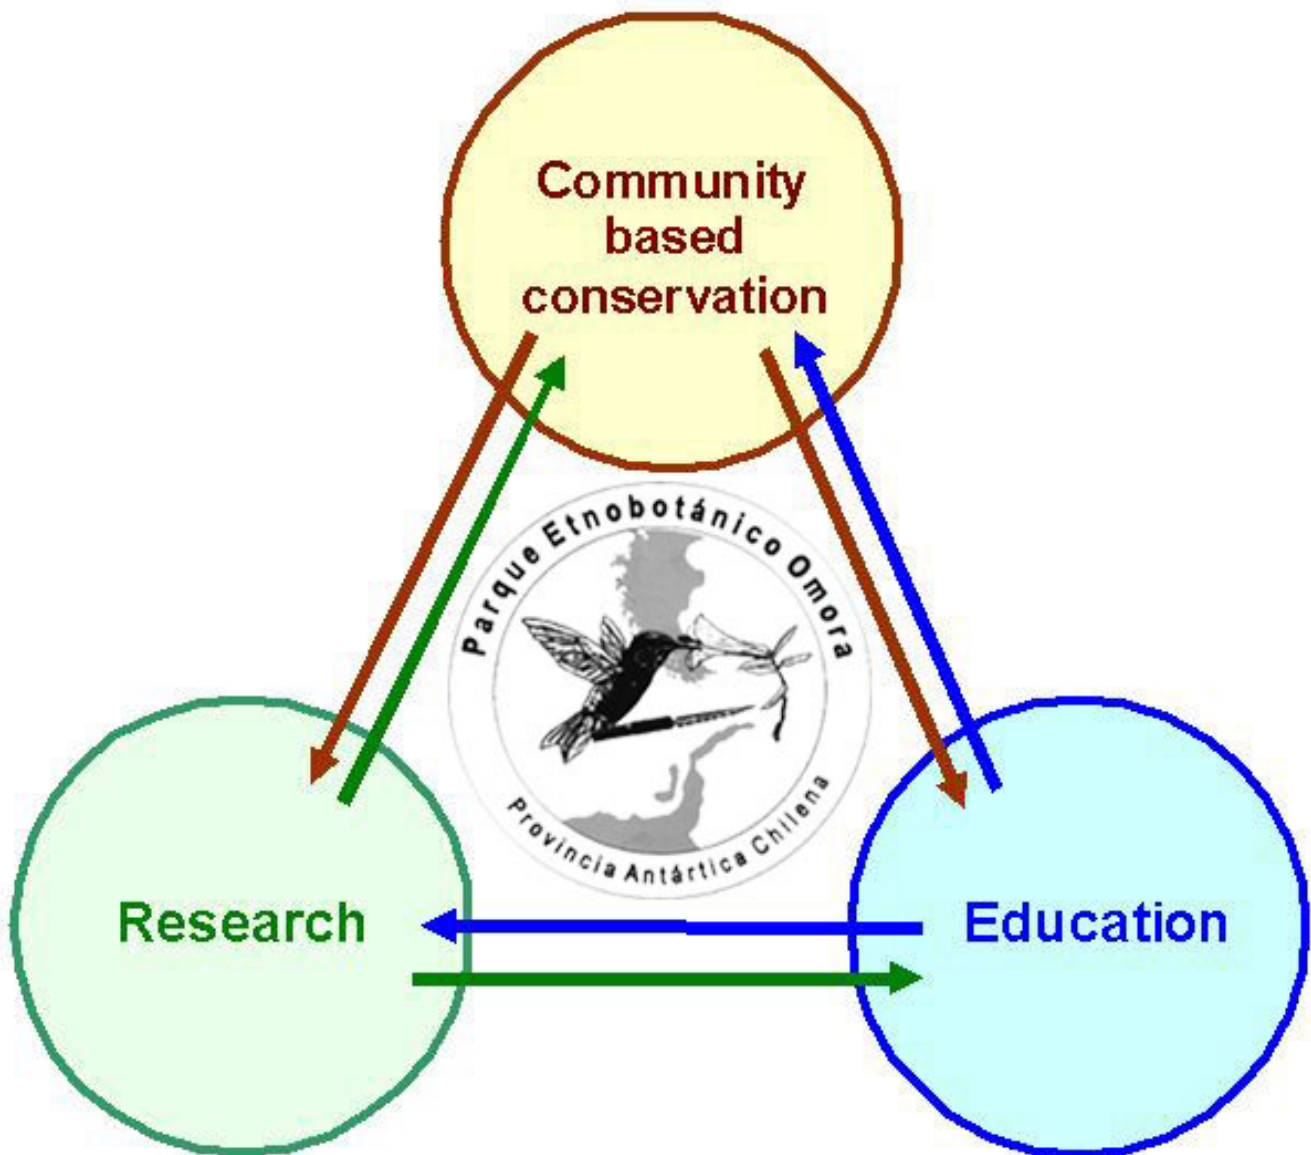 Community
based
conservation
Parque Etnobotánico Omora
Provincia Antártica Chilena
Research
Education